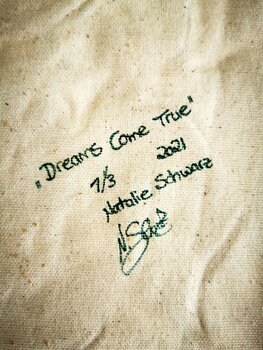 "Dreams Come True"
1/3 2021
Natalie Schwarz